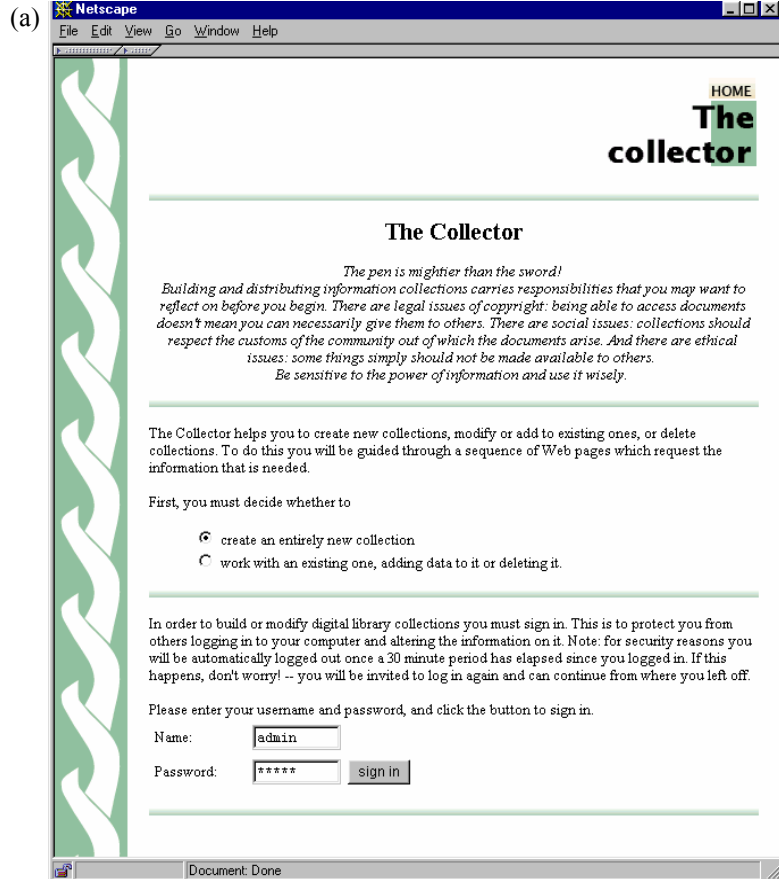 (a)
Netscape
File Edit View Go Window Help
HOME
The
collector
The Collector
The pen is mightier than the sword!
Building and distributing information collections carries responsibilities that you may want to
reflect on before you begin. There are legal issues of copyright: being able to access documents
doesn't mean you can necessarily give them to others. There are social issues: collections should
respect the customs of the community out of which the documents arise. And there are ethical
issues: some things simply should not be made available to others.
Be sensitive to the power of information and use it wisely.
The Collector helps you to create new collections, modify or add to existing ones, or delete
collections. To do this you will be guided through a sequence of Web pages which request the
information that is needed.
First, you must decide whether to
create an entirely new collection
work with an existing one, adding data to it or deleting it.
In order to build or modify digital library collections you must sign in. This is to protect you from
others logging in to your computer and altering the information on it. Note: for security reasons you
will be automatically logged out once a 30 minute period has elapsed since you logged in. If this
happens, don't worry! -- you will be invited to log in again and can continue from where you left off.
Please enter your username and password, and click the button to sign in.
Name: admin
Password: ***** sign in
Document: Done